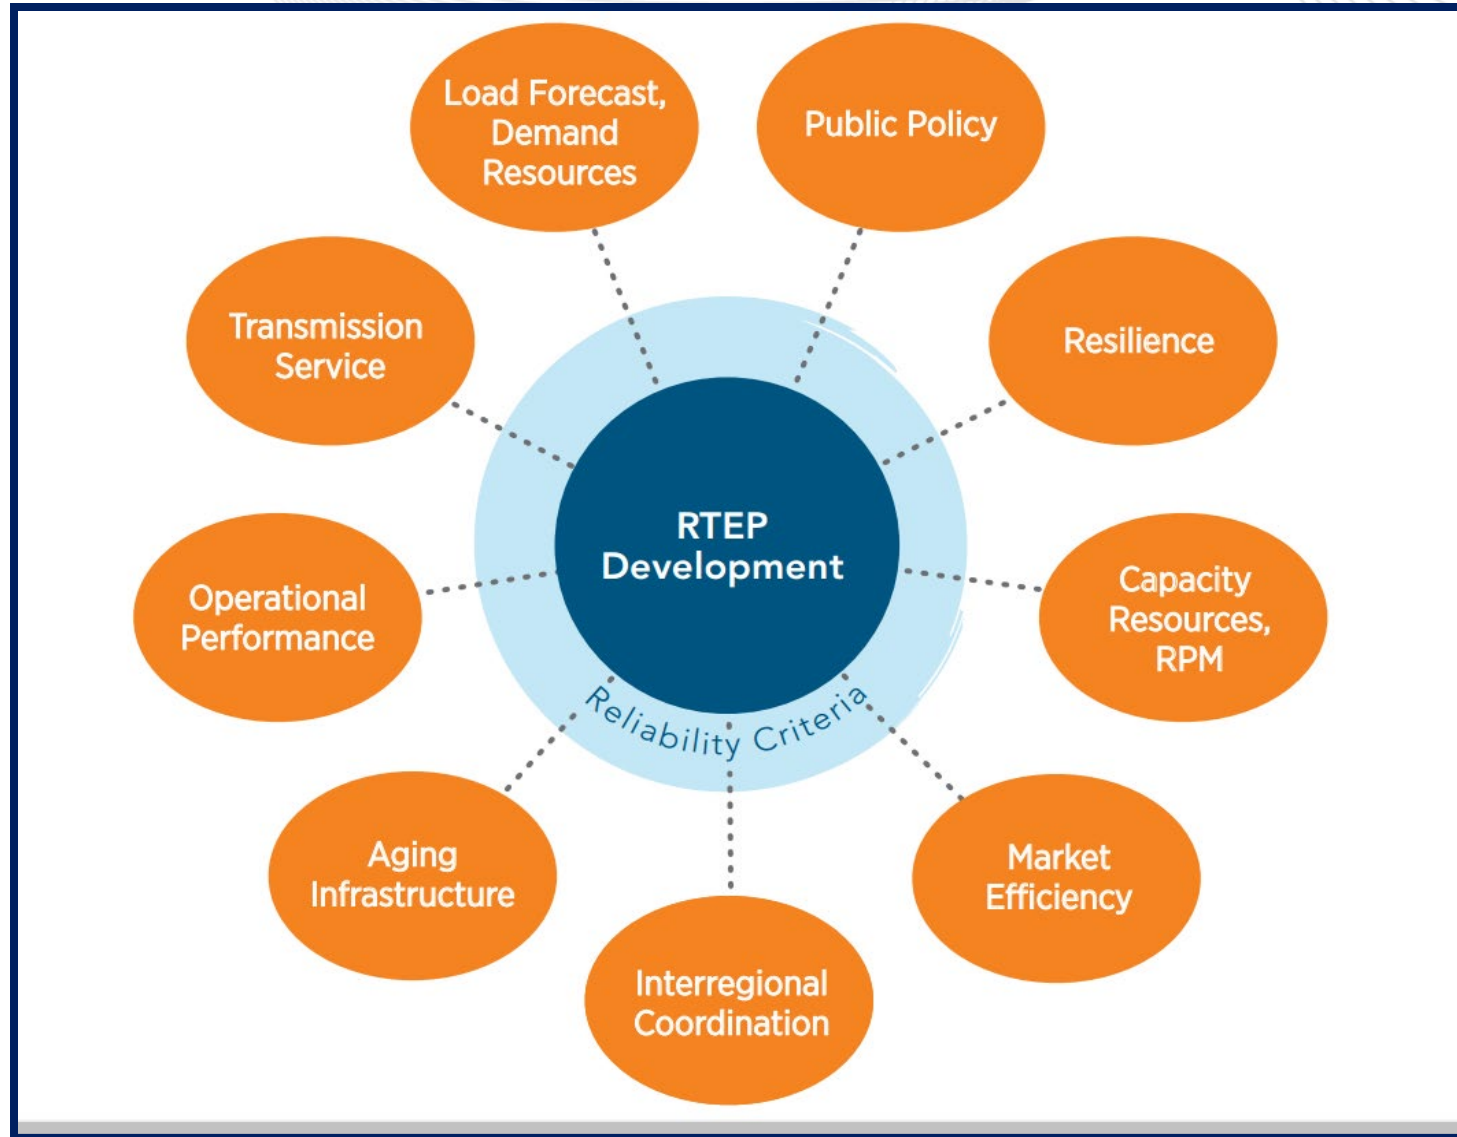 Load Forecast,
Demand
Resources
Public Policy
Transmission
Service
Resilience
RTEP
Development
Operational
Performance
Capacity
Resources,
RPM
Reliability Criteria
Aging
Infrastructure
Market
Efficiency
Interregional
Coordination